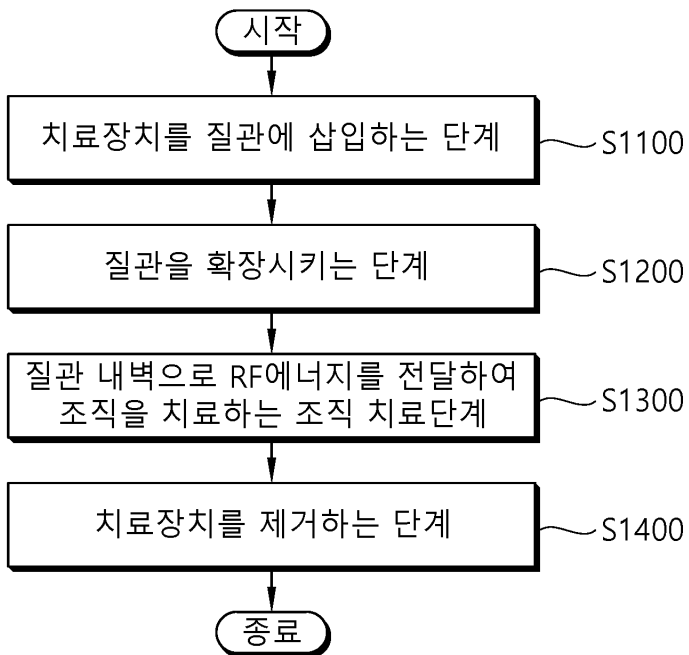 시작
치료장치를 질관에 삽입하는 단계
S1100
질관을 확장시키는 단계
S1200
질관 내벽으로 RF에너지를 전달하여
조직을 치료하는 조직 치료단계
S1300
치료장치를 제거하는 단계
S1400
종료